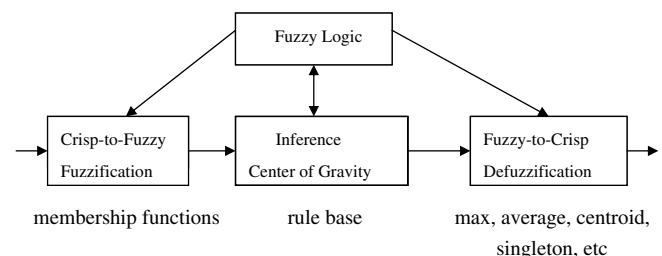 Fuzzy Logic
Crisp-to-Fuzzy
Fuzzification
Inference
Center of Gravity
Fuzzy-to-Crisp
Defuzzification
membership functions
rule base
max, average, centroid,
singleton, etc